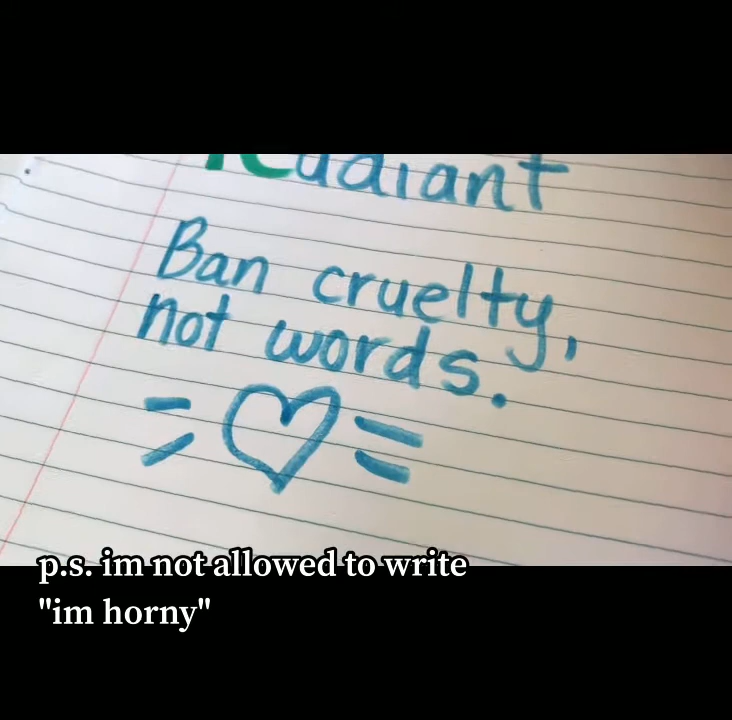 Ban cruelty,
not words.
p.s. im not allowed to write
"im horny"